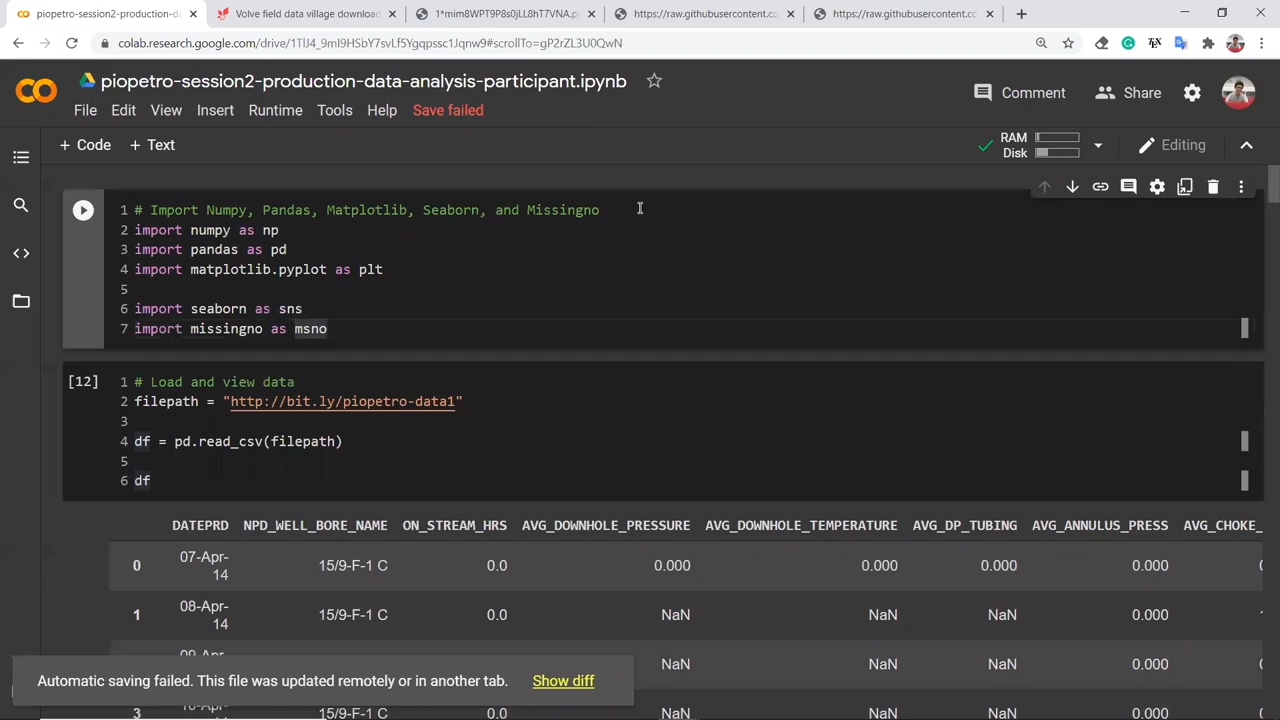 piopetro-session2-production-d
Volve field data village download
1*mim8WPT9P8s0jLL8hT7VNA.p
https://raw.githubusercontent.co
https://raw.githubusercontent.cc
colab.research.google.com/drive/1TlJ4_9mI9HSbY7svLf5Ygqpssc1Jqnw9#scrollTo=gP2rZL3U0QwN
piopetro-session2-production-data-analysis-participant.ipynb
File Edit View Insert Runtime Tools Help Save failed
Comment Share
+ Code + Text
RAM
Disk
Editing
1 # Import Numpy, Pandas, Matplotlib, Seaborn, and Missingno
2 import numpy as np
3 import pandas as pd
4 import matplotlib.pyplot as plt
5
6 import seaborn as sns
7 import missingno as msno
[12] 1 # Load and view data
2 filepath = "http://bit.ly/piopetro-data1"
3
4 df = pd.read_csv(filepath)
5
6 df
DATEPRD NPD_WELL_BORE_NAME ON_STREAM_HRS AVG_DOWNHOLE_PRESSURE AVG_DOWNHOLE_TEMPERATURE AVG_DP_TUBING AVG_ANNULUS_PRESS AVG_CHOKE_
0 07-Apr-14 15/9-F-1 C 0.0 0.000 0.000 0.000 0.000
1 08-Apr-14 15/9-F-1 C 0.0 NaN NaN NaN 0.000
09-Apr- NaN NaN NaN 0.000
Automatic saving failed. This file was updated remotely or in another tab. Show diff
3 10-Apr- 15/9-F-1 C 0.0 NaN NaN NaN 0.000